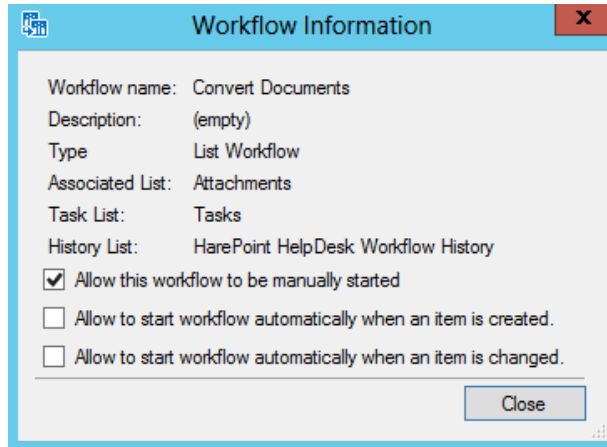 Workflow Information
x
Workflow name: Convert Documents
Description: (empty)
Type List Workflow
Associated List: Attachments
Task List: Tasks
History List: HarePoint HelpDesk Workflow History
Allow this workflow to be manually started
Allow to start workflow automatically when an item is created.
Allow to start workflow automatically when an item is changed.
Close